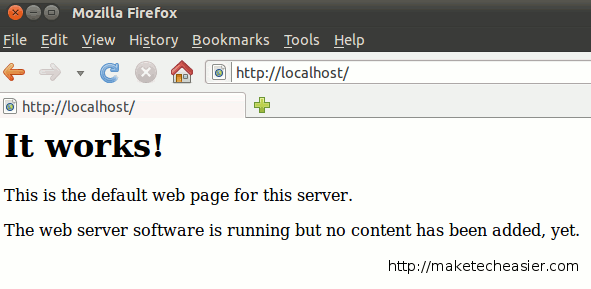 Mozilla Firefox
File Edit View History Bookmarks Tools Help
http://localhost/
http://localhost/
It works!
This is the default web page for this server.
The web server software is running but no content has been added, yet.
http://maketecheasier.com